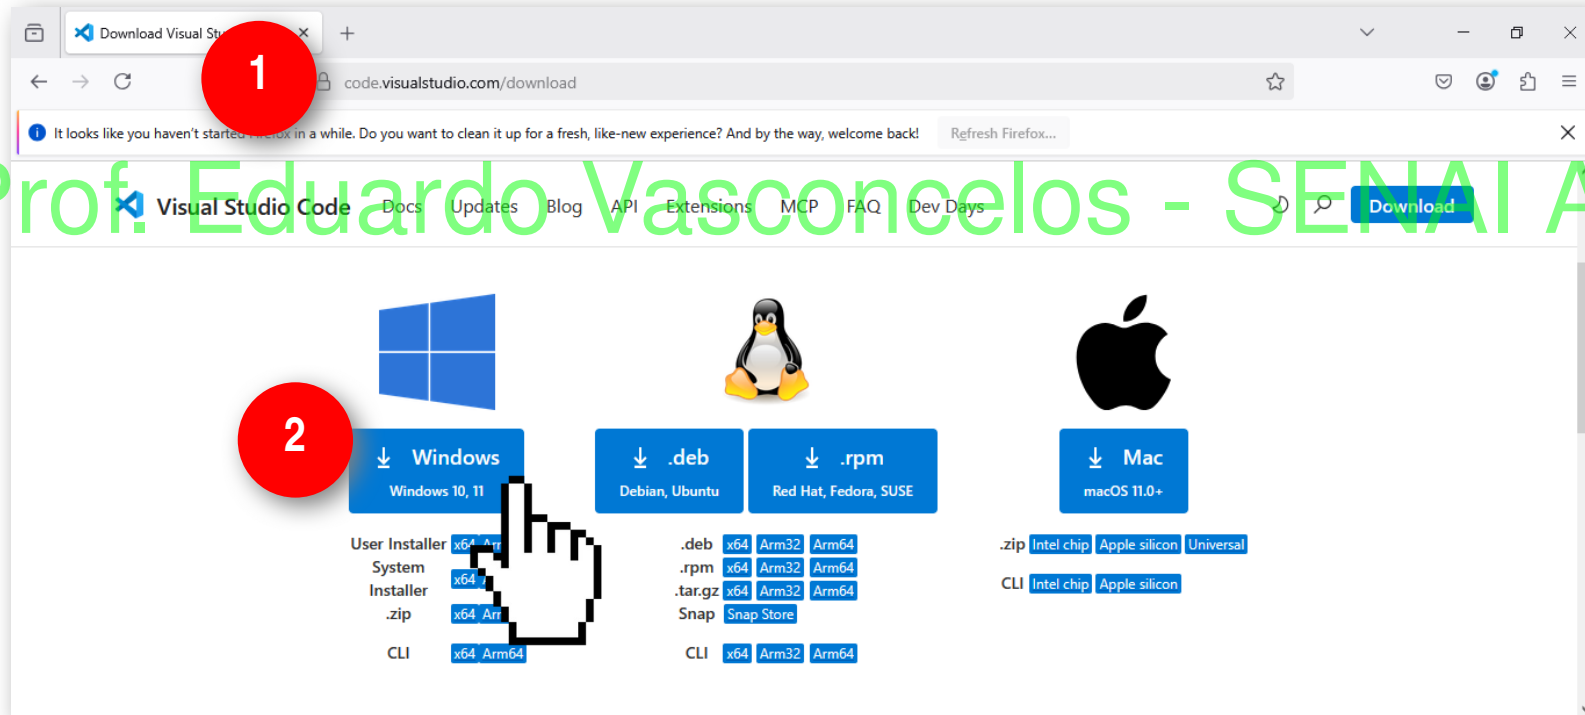 Download Visual Stu
1
code.visualstudio.com/download
It looks like you haven't started Firefox in a while. Do you want to clean it up for a fresh, like-new experience? And by the way, welcome back! Refresh Firefox...
Prof. Eduardo Vasconcelos - SENAI A
Visual Studio Code Docs Updates Blog API Extensions MCP FAQ Dev Days Download
2
Windows
Windows 10, 11
.deb
Debian, Ubuntu
.rpm
Red Hat, Fedora, SUSE
Mac
macOS 11.0+
User Installer x64
System Installer x64
.zip x64
CLI x64 Arm64
.deb x64 Arm32 Arm64
.rpm x64 Arm32 Arm64
.tar.gz x64 Arm32 Arm64
Snap Snap Store
CLI x64 Arm32 Arm64
.zip Intel chip Apple silicon Universal
CLI Intel chip Apple silicon